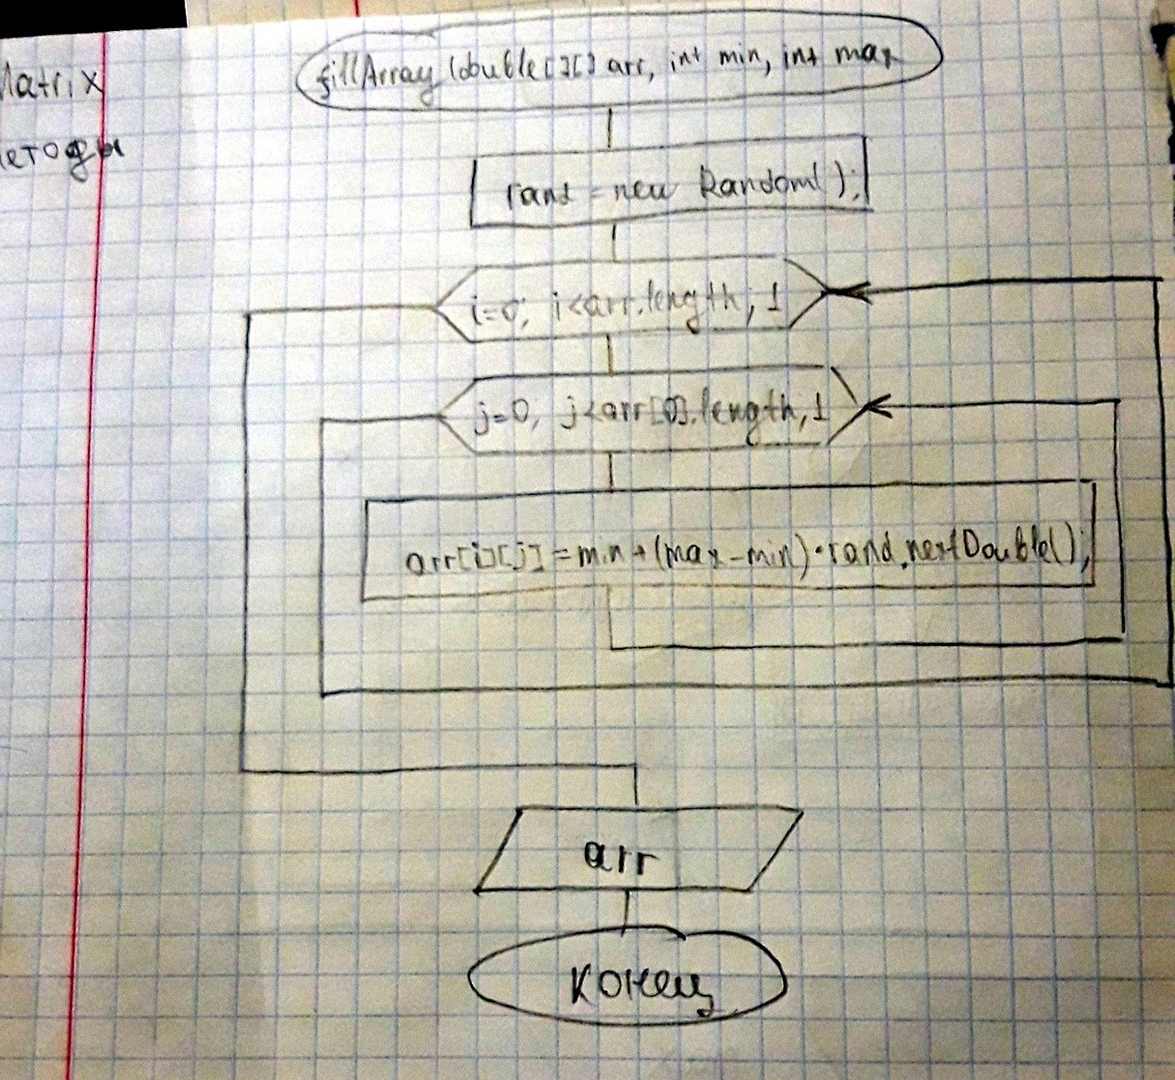 fillArray (double[][] arr, int min, int max
Matrix
методы
rand = new Random( );
i=0; i<arr.length; 1
j=0; j<arr[0].length, 1
arr[i][j] = min + (max - min) · rand.nextDouble();
arr
конец